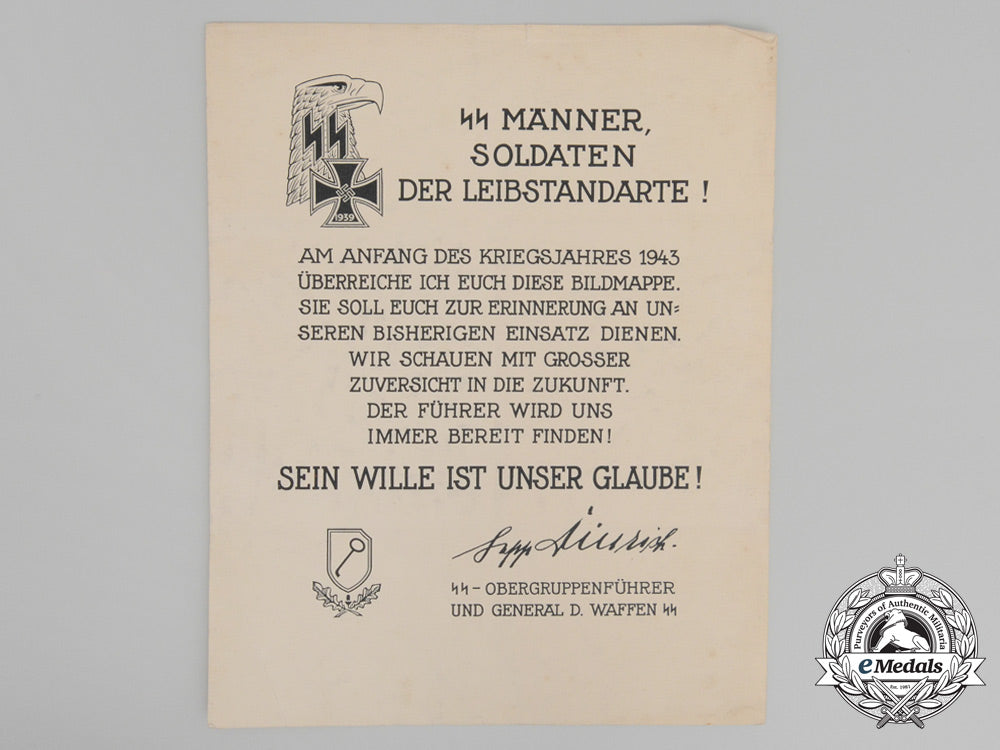 ᛋᛋ
1939
ᛋᛋ MÄNNER,
SOLDATEN
DER LEIBSTANDARTE !
AM ANFANG DES KRIEGSJAHRES 1943
ÜBERREICHE ICH EUCH DIESE BILDMAPPE.
SIE SOLL EUCH ZUR ERINNERUNG AN UN=
SEREN BISHERIGEN EINSATZ DIENEN.
WIR SCHAUEN MIT GROSSER
ZUVERSICHT IN DIE ZUKUNFT.
DER FÜHRER WIRD UNS
IMMER BEREIT FINDEN!
SEIN WILLE IST UNSER GLAUBE!
Sepp Dietrich.
ᛋᛋ-OBERGRUPPENFÜHRER
UND GENERAL D. WAFFEN ᛋᛋ
Purveyors of Authentic Militaria
eMedals
Est. 1951